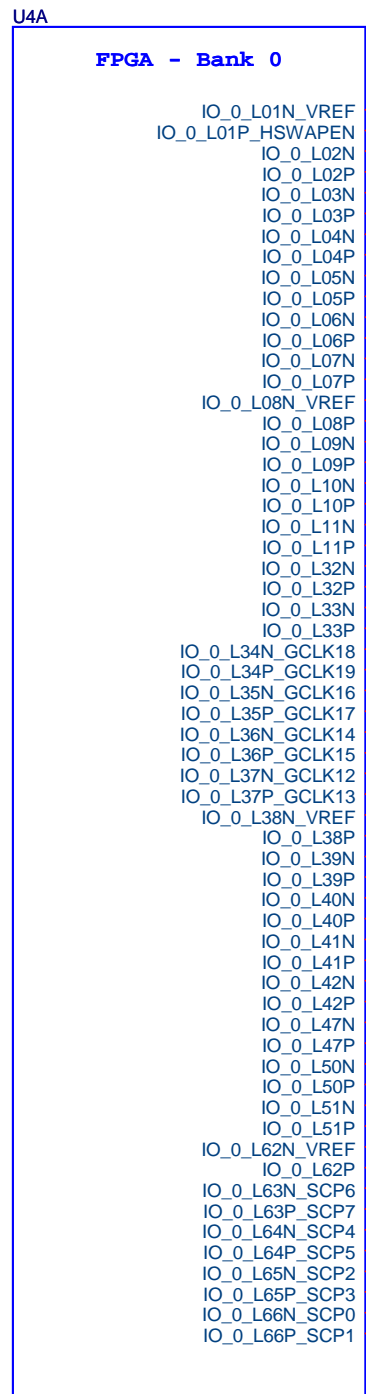 U4A
FPGA - Bank 0
IO_0_L01N_VREF
IO_0_L01P_HSWAPEN
IO_0_L02N
IO_0_L02P
IO_0_L03N
IO_0_L03P
IO_0_L04N
IO_0_L04P
IO_0_L05N
IO_0_L05P
IO_0_L06N
IO_0_L06P
IO_0_L07N
IO_0_L07P
IO_0_L08N_VREF
IO_0_L08P
IO_0_L09N
IO_0_L09P
IO_0_L10N
IO_0_L10P
IO_0_L11N
IO_0_L11P
IO_0_L32N
IO_0_L32P
IO_0_L33N
IO_0_L33P
IO_0_L34N_GCLK18
IO_0_L34P_GCLK19
IO_0_L35N_GCLK16
IO_0_L35P_GCLK17
IO_0_L36N_GCLK14
IO_0_L36P_GCLK15
IO_0_L37N_GCLK12
IO_0_L37P_GCLK13
IO_0_L38N_VREF
IO_0_L38P
IO_0_L39N
IO_0_L39P
IO_0_L40N
IO_0_L40P
IO_0_L41N
IO_0_L41P
IO_0_L42N
IO_0_L42P
IO_0_L47N
IO_0_L47P
IO_0_L50N
IO_0_L50P
IO_0_L51N
IO_0_L51P
IO_0_L62N_VREF
IO_0_L62P
IO_0_L63N_SCP6
IO_0_L63P_SCP7
IO_0_L64N_SCP4
IO_0_L64P_SCP5
IO_0_L65N_SCP2
IO_0_L65P_SCP3
IO_0_L66N_SCP0
IO_0_L66P_SCP1